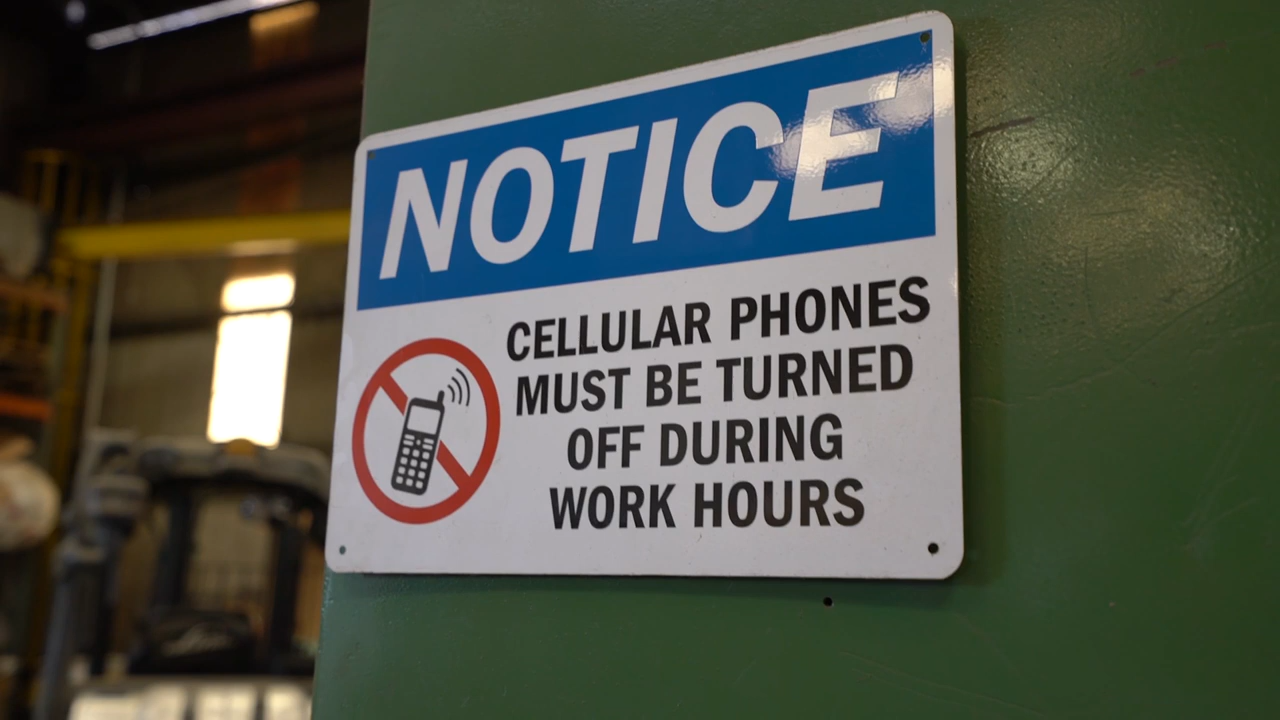 NOTICE
CELLULAR PHONES
MUST BE TURNED
OFF DURING
WORK HOURS